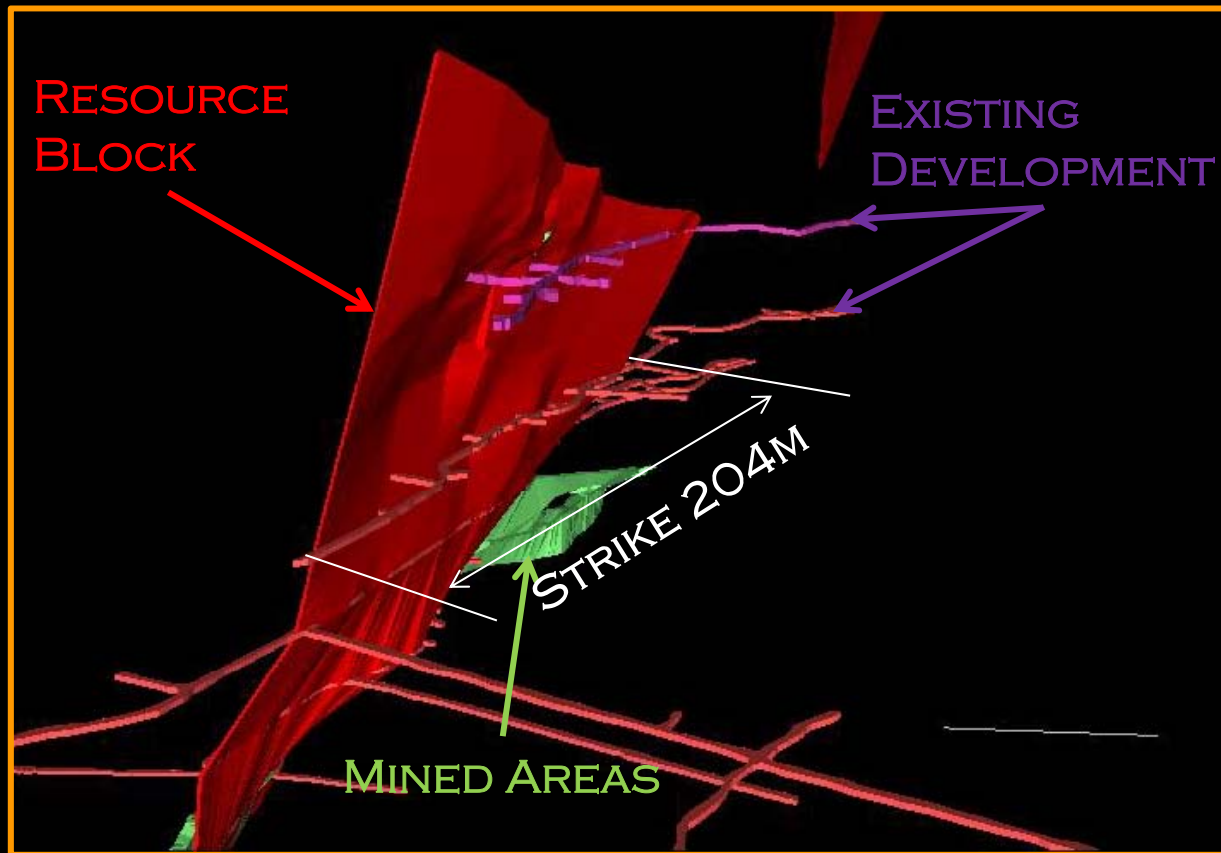 Resource
Block
Existing
Development
Strike 204m
Mined Areas